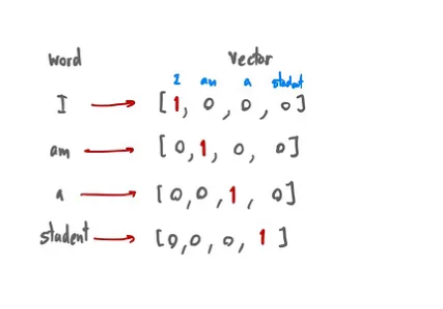 word Vector
I am a student
I → [1, 0, 0, 0]
am → [0, 1, 0, 0]
a → [0, 0, 1, 0]
student → [0, 0, 0, 1]